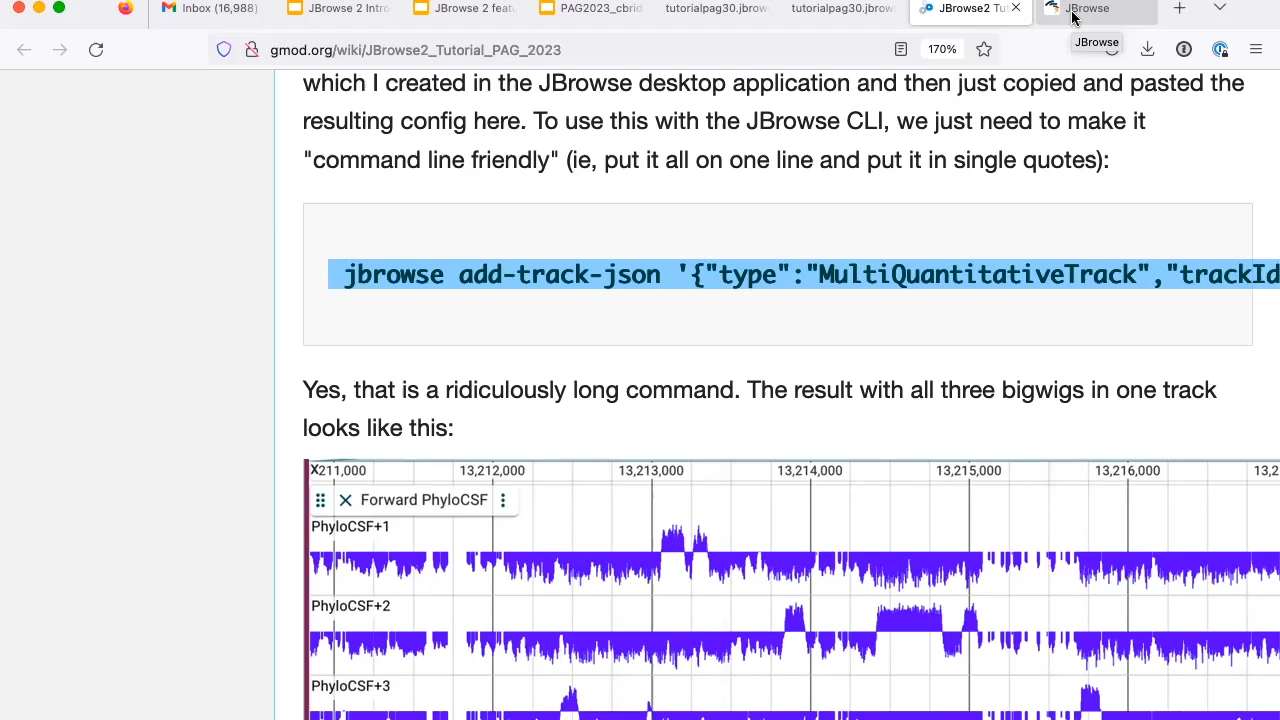 Inbox (16,988)
JBrowse 2 Intro
JBrowse 2 featu
PAG2023_cbrid
tutorialpag30.jbrow
tutorialpag30.jbrow
JBrowse2 Tu
JBrowse
gmod.org/wiki/JBrowse2_Tutorial_PAG_2023
170%
JBrowse
which I created in the JBrowse desktop application and then just copied and pasted the
resulting config here. To use this with the JBrowse CLI, we just need to make it
"command line friendly" (ie, put it all on one line and put it in single quotes):
jbrowse add-track-json '{"type":"MultiQuantitativeTrack","trackId
Yes, that is a ridiculously long command. The result with all three bigwigs in one track
looks like this:
X
211,000 13,212,000 13,213,000 13,214,000 13,215,000 13,216,000 13,2
Forward PhyloCSF
PhyloCSF+1
PhyloCSF+2
PhyloCSF+3